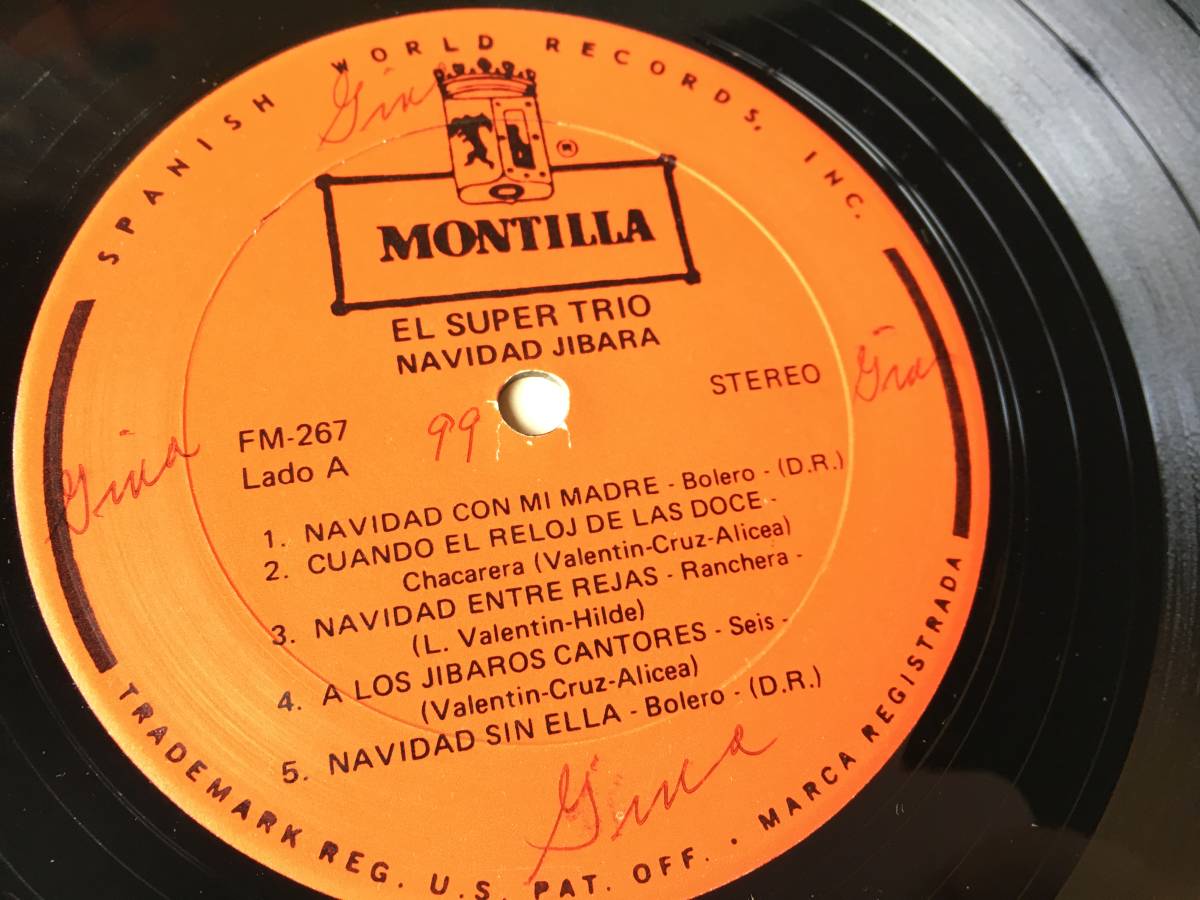 SPANISH WORLD RECORDS, INC.
Gina
®
MONTILLA
EL SUPER TRIO
NAVIDAD JIBARA
STEREO
Gina
FM-267
99
Lado A
Gina
1. NAVIDAD CON MI MADRE - Bolero - (D.R.)
2. CUANDO EL RELOJ DE LAS DOCE -
Chacarera (Valentin-Cruz-Alicea)
3. NAVIDAD ENTRE REJAS - Ranchera -
(L. Valentin-Hilde)
4. A LOS JIBAROS CANTORES - Seis -
(Valentin-Cruz-Alicea)
5. NAVIDAD SIN ELLA - Bolero - (D.R.)
Gina
TRADEMARK REG. U.S. PAT. OFF. • MARCA REGISTRADA